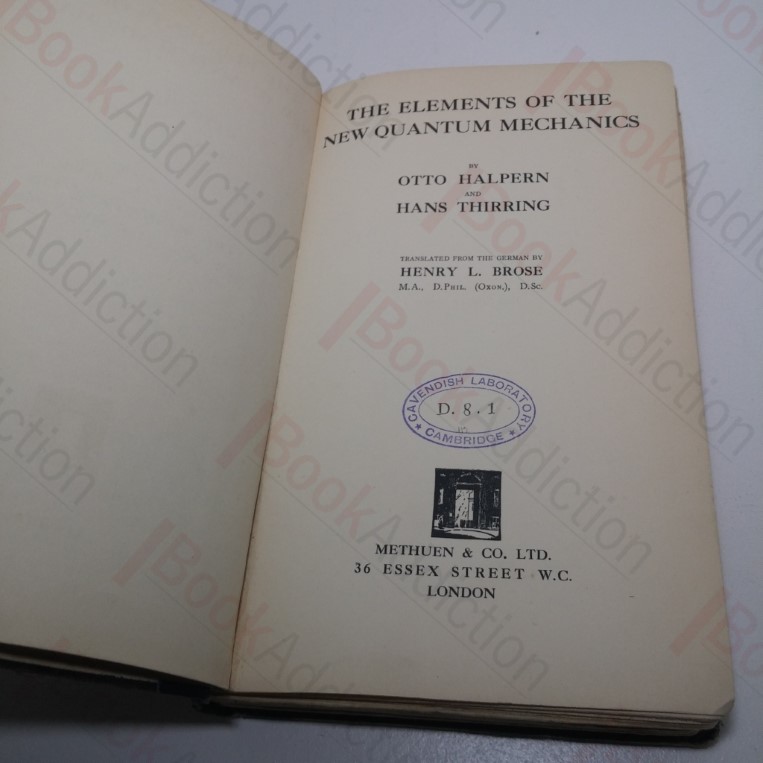 THE ELEMENTS OF THE
NEW QUANTUM MECHANICS
BY
OTTO HALPERN
AND
HANS THIRRING
TRANSLATED FROM THE GERMAN BY
HENRY L. BROSE
M.A., D.PHIL. (OXON.), D.SC.
CAVENDISH LABORATORY
D. 8. 1
★ CAMBRIDGE ★
METHUEN & CO. LTD.
36 ESSEX STREET W.C.
LONDON
BookAddiction